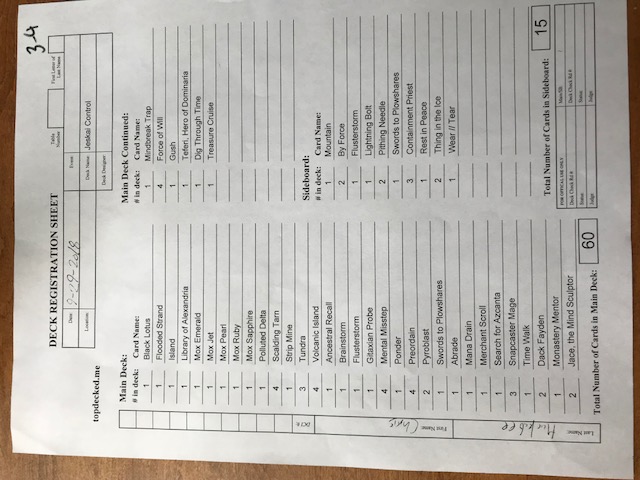 3-4
DECK REGISTRATION SHEET
Table Number
First Letter of Last Name
Date: 9-29-2018
Event:
Location:
Deck Name: Jeskai Control
Deck Designer:
topdecked.me
Main Deck:
# in deck: Card Name:
1 Black Lotus
1 Flooded Strand
1 Island
1 Library of Alexandria
1 Mox Emerald
1 Mox Jet
1 Mox Pearl
1 Mox Ruby
1 Mox Sapphire
1 Polluted Delta
4 Scalding Tarn
1 Strip Mine
3 Tundra
4 Volcanic Island
1 Ancestral Recall
1 Brainstorm
1 Flusterstorm
1 Gitaxian Probe
4 Mental Misstep
1 Ponder
4 Preordain
2 Pyroblast
1 Swords to Plowshares
1 Abrade
1 Mana Drain
1 Merchant Scroll
1 Search for Azcanta
3 Snapcaster Mage
1 Time Walk
2 Dack Fayden
1 Monastery Mentor
2 Jace, the Mind Sculptor
Total Number of Cards in Main Deck: 60
Main Deck Continued:
# in deck: Card Name:
1 Mindbreak Trap
4 Force of Will
1 Gush
1 Teferi, Hero of Dominaria
1 Dig Through Time
1 Treasure Cruise
Sideboard:
# in deck: Card Name:
1 Mountain
2 By Force
1 Flusterstorm
1 Lightning Bolt
2 Pithing Needle
1 Swords to Plowshares
3 Containment Priest
1 Rest in Peace
2 Thing in the Ice
1 Wear // Tear
Total Number of Cards in Sideboard: 15
FOR OFFICAL USE ONLY
Main/SB: /
Deck Check Rd #:
Deck Check Rd #:
Status:
Status:
Judge:
Judge:
DCI #:
First Name: Chris
Last Name: